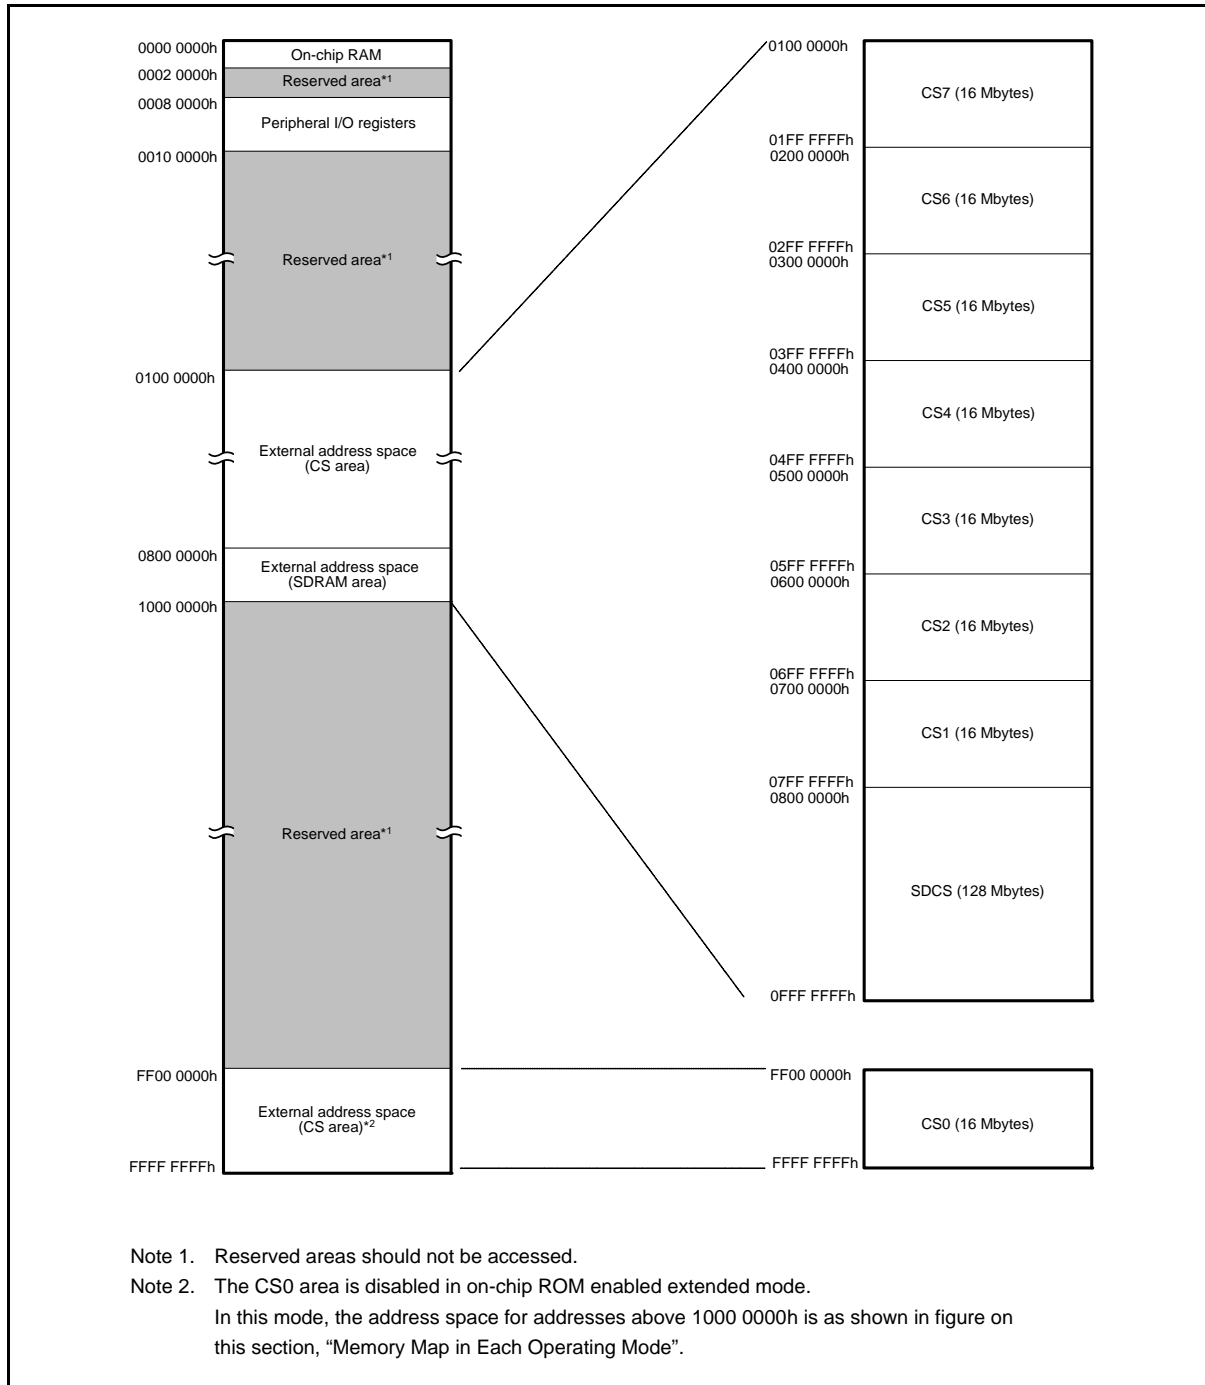 0000 0000h
On-chip RAM
0002 0000h
Reserved area*1
0008 0000h
Peripheral I/O registers
0010 0000h
Reserved area*1
0100 0000h
External address space
(CS area)
0800 0000h
External address space
(SDRAM area)
1000 0000h
Reserved area*1
FF00 0000h
External address space
(CS area)*2
FFFF FFFFh
0100 0000h
CS7 (16 Mbytes)
01FF FFFFh
0200 0000h
CS6 (16 Mbytes)
02FF FFFFh
0300 0000h
CS5 (16 Mbytes)
03FF FFFFh
0400 0000h
CS4 (16 Mbytes)
04FF FFFFh
0500 0000h
CS3 (16 Mbytes)
05FF FFFFh
0600 0000h
CS2 (16 Mbytes)
06FF FFFFh
0700 0000h
CS1 (16 Mbytes)
07FF FFFFh
0800 0000h
SDCS (128 Mbytes)
0FFF FFFFh
FF00 0000h
CS0 (16 Mbytes)
FFFF FFFFh
Note 1. Reserved areas should not be accessed.
Note 2. The CS0 area is disabled in on-chip ROM enabled extended mode.
In this mode, the address space for addresses above 1000 0000h is as shown in figure on
this section, “Memory Map in Each Operating Mode”.